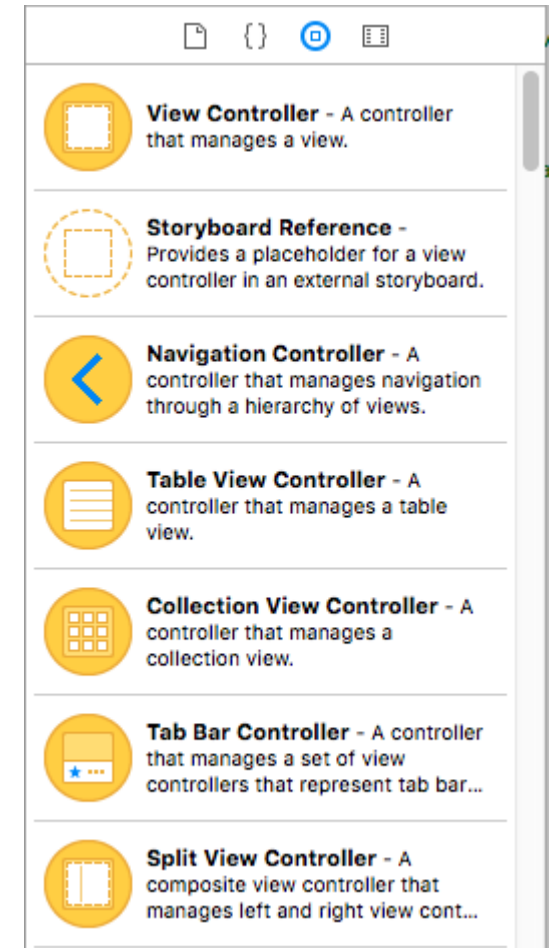 {}
View Controller - A controller
that manages a view.
Storyboard Reference -
Provides a placeholder for a view
controller in an external storyboard.
Navigation Controller - A
controller that manages navigation
through a hierarchy of views.
Table View Controller - A
controller that manages a table
view.
Collection View Controller - A
controller that manages a
collection view.
Tab Bar Controller - A controller
that manages a set of view
controllers that represent tab bar...
Split View Controller - A
composite view controller that
manages left and right view cont...